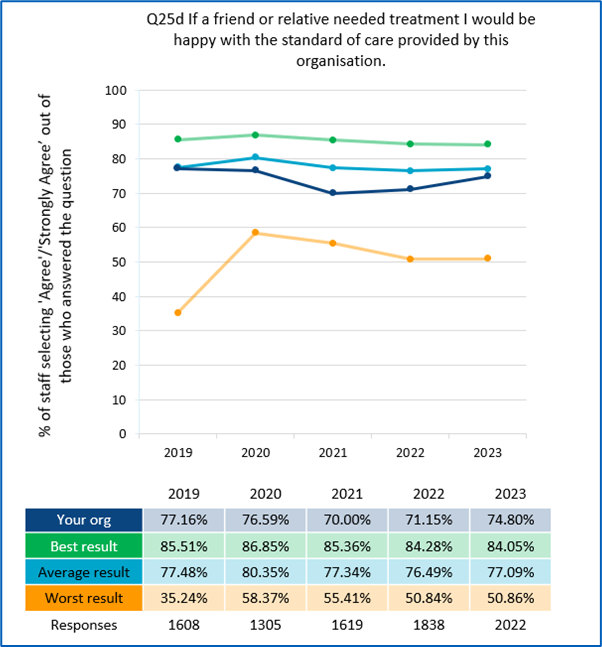 Q25d If a friend or relative needed treatment I would be
happy with the standard of care provided by this
organisation.
% of staff selecting 'Agree'/'Strongly Agree' out of
those who answered the question
100
90
80
70
60
50
40
30
20
10
0
2019 2020 2021 2022 2023
2019 2020 2021 2022 2023
Your org 77.16% 76.59% 70.00% 71.15% 74.80%
Best result 85.51% 86.85% 85.36% 84.28% 84.05%
Average result 77.48% 80.35% 77.34% 76.49% 77.09%
Worst result 35.24% 58.37% 55.41% 50.84% 50.86%
Responses 1608 1305 1619 1838 2022